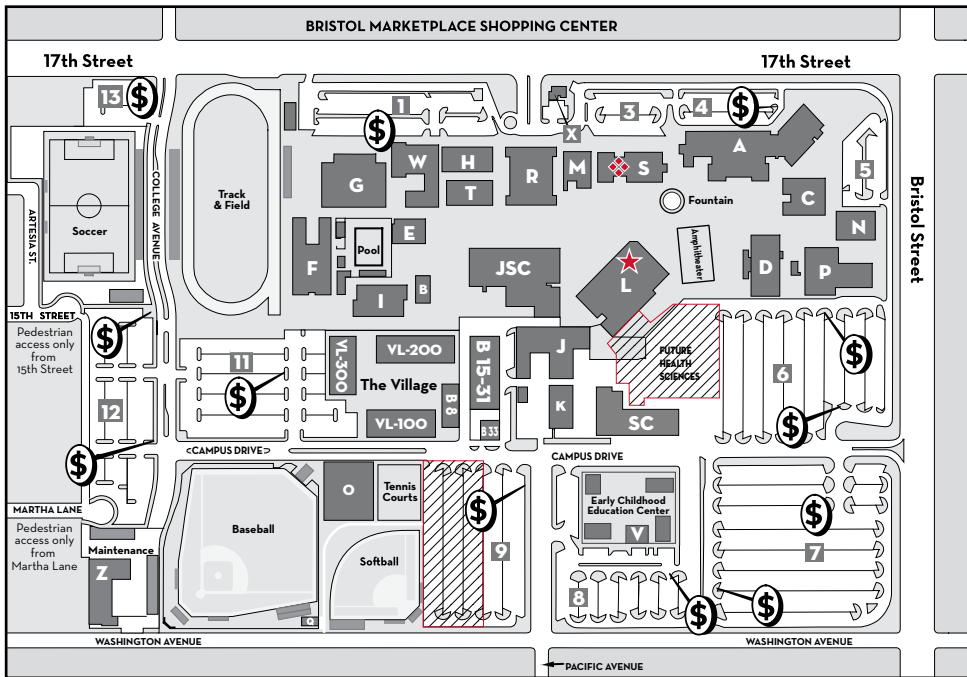 BRISTOL MARKETPLACE SHOPPING CENTER
17th Street
17th Street
13
$
1
$
3
4
$
X
5
W
H
G
T
R
M
S
A
C
N
Fountain
Track
& Field
COLLEGE AVENUE
ARTESIA ST.
Soccer
Bristol Street
E
Pool
F
I
B
JSC
L
Amphitheater
D
P
15TH STREET
Pedestrian
access only
from
15th Street
$
12
$
11
$
VL-300
VL-200
The Village
VL-100
B 8
B 15-31
B 33
J
K
SC
FUTURE
HEALTH
SCIENCES
6
$
$
<CAMPUS DRIVE>
CAMPUS DRIVE
MARTHA LANE
Pedestrian
access only
from
Martha Lane
Maintenance
Z
Baseball
O
Tennis
Courts
Softball
Q
$
9
Early Childhood
Education Center
V
8
$
$
7
$
WASHINGTON AVENUE
WASHINGTON AVENUE
PACIFIC AVENUE